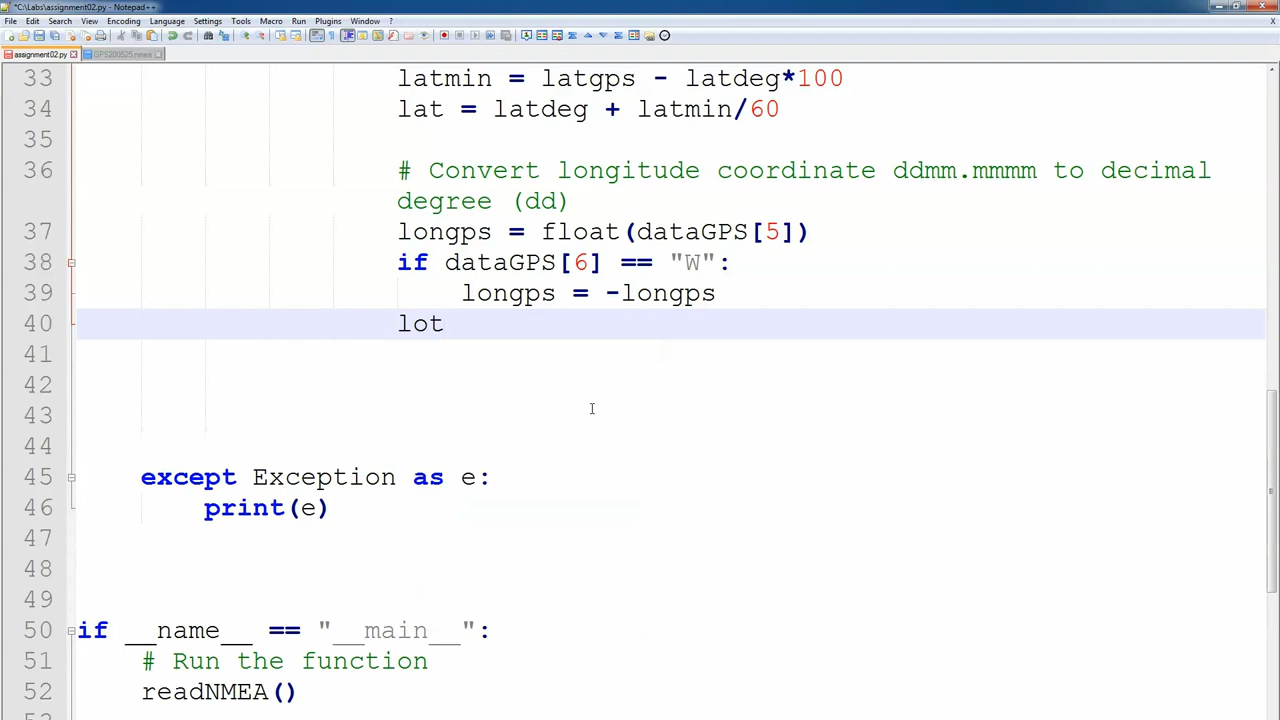 *C:\Labs\assignment02.py - Notepad++
File Edit Search View Encoding Language Settings Tools Macro Run Plugins Window ? X
assignment02.py GPS200525.nmea
33 latmin = latgps - latdeg*100
34 lat = latdeg + latmin/60
35
36 # Convert longitude coordinate ddmm.mmmm to decimal
degree (dd)
37 longps = float(dataGPS[5])
38 if dataGPS[6] == "W":
39 longps = -longps
40 lot
41
42
43
44
45 except Exception as e:
46 print(e)
47
48
49
50 if __name__ == "__main__":
51 # Run the function
52 readNMEA()